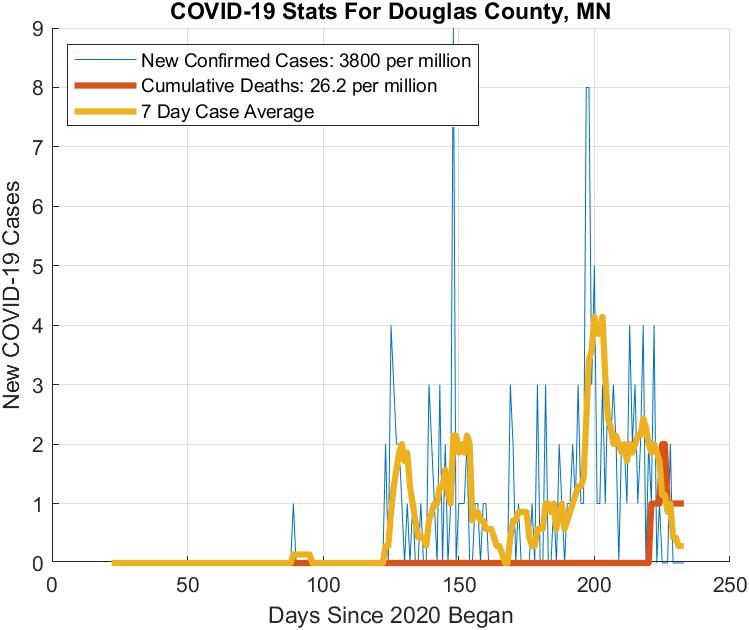 COVID-19 Stats For Douglas County, MN
New Confirmed Cases: 3800 per million
Cumulative Deaths: 26.2 per million
7 Day Case Average
New COVID-19 Cases
9
8
7
6
5
4
3
2
1
0
0 50 100 150 200 250
Days Since 2020 Began